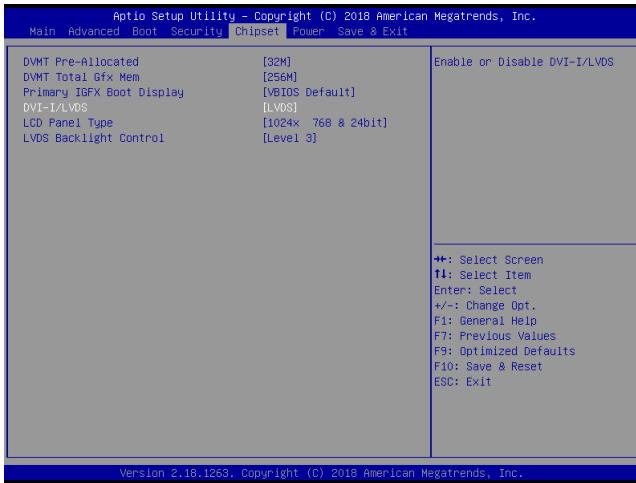 Aptio Setup Utility – Copyright (C) 2018 American Megatrends, Inc.
Main Advanced Boot Security Chipset Power Save & Exit
DVMT Pre-Allocated [32M]
DVMT Total Gfx Mem [256M]
Primary IGFX Boot Display [VBIOS Default]
DVI-I/LVDS [LVDS]
LCD Panel Type [1024x 768 & 24bit]
LVDS Backlight Control [Level 3]
Enable or Disable DVI-I/LVDS
→←: Select Screen
↑↓: Select Item
Enter: Select
+/-: Change Opt.
F1: General Help
F7: Previous Values
F9: Optimized Defaults
F10: Save & Reset
ESC: Exit
Version 2.18.1263. Copyright (C) 2018 American Megatrends, Inc.